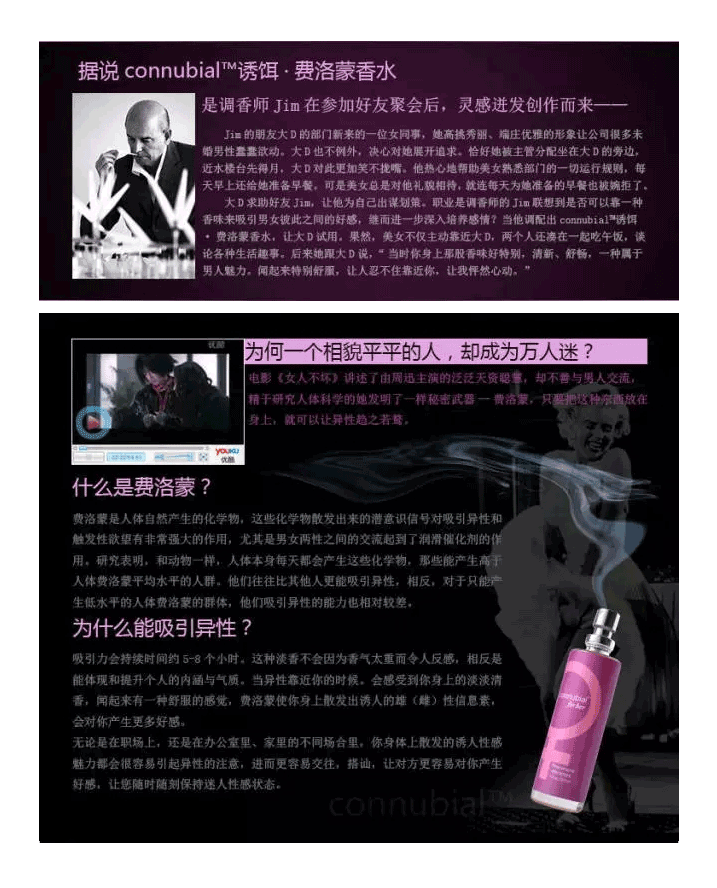 据说 connubial™诱饵 · 费洛蒙香水
是调香师 Jim 在参加好友聚会后，灵感迸发创作而来——
Jim 的朋友大 D 的部门新来的一位女同事，她高挑秀丽、端庄优雅的形象让公司很多未
婚男性蠢蠢欲动。大 D 也不例外，决心对她展开追求。恰好她被主管分配坐在大 D 的旁边，
近水楼台先得月，大 D 对此更加笑不拢嘴。他热心地帮助美女熟悉部门的一切运行规则，每
天早上还给她准备早餐。可是美女总是对他礼貌相待，就连每天为她准备的早餐也被婉拒了。
大 D 求助好友 Jim，让他为自己出谋划策。职业是调香师的 Jim 联想到是否可以靠一种
香味来吸引男女彼此之间的好感，继而进一步深入培养感情？当他调配出 connubial™诱饵
· 费洛蒙香水，让大 D 试用。果然，美女不仅主动靠近大 D，两个人还凑在一起吃午饭，谈
论各种生活趣事。后来她跟大 D 说，“ 当时你身上那股香味好特别，清新、舒畅，一种属于
男人魅力。闻起来特别舒服，让人忍不住靠近你，让我怦然心动。”
优酷
为何一个相貌平平的人，却成为万人迷？
电影《女人不坏》讲述了由周迅主演的泛泛天资聪慧，却不善与男人交流，
精于研究人体科学的她发明了一样秘密武器 — 费洛蒙，只要把这种东西放在
身上，就可以让异性趋之若鹜。
YOUKU
优酷
什么是费洛蒙？
费洛蒙是人体自然产生的化学物，这些化学物散发出来的潜意识信号对吸引异性和
触发性欲望有非常强大的作用，尤其是男女两性之间的交流起到了润滑催化剂的作
用。研究表明，和动物一样，人体本身每天都会产生这些化学物，那些能产生高于
人体费洛蒙平均水平的人群。他们往往比其他人更能吸引异性，相反，对于只能产
生低水平的人体费洛蒙的群体，他们吸引异性的能力也相对较差。
为什么能吸引异性？
吸引力会持续时间约 5-8 个小时。这种淡香不会因为香气太重而令人反感，相反是
能体现和提升个人的内涵与气质。当异性靠近你的时候。会感受到你身上的淡淡清
香，闻起来有一种舒服的感觉，费洛蒙使你身上散发出诱人的雄（雌）性信息素，
会对你产生更多好感。
无论是在职场上，还是在办公室里、家里的不同场合里，你身体上散发的诱人性感
魅力都会很容易引起异性的注意，进而更容易交往，搭讪，让对方更容易对你产生
好感，让您随时随刻保持迷人性感状态。
connubial
for her
connubial™